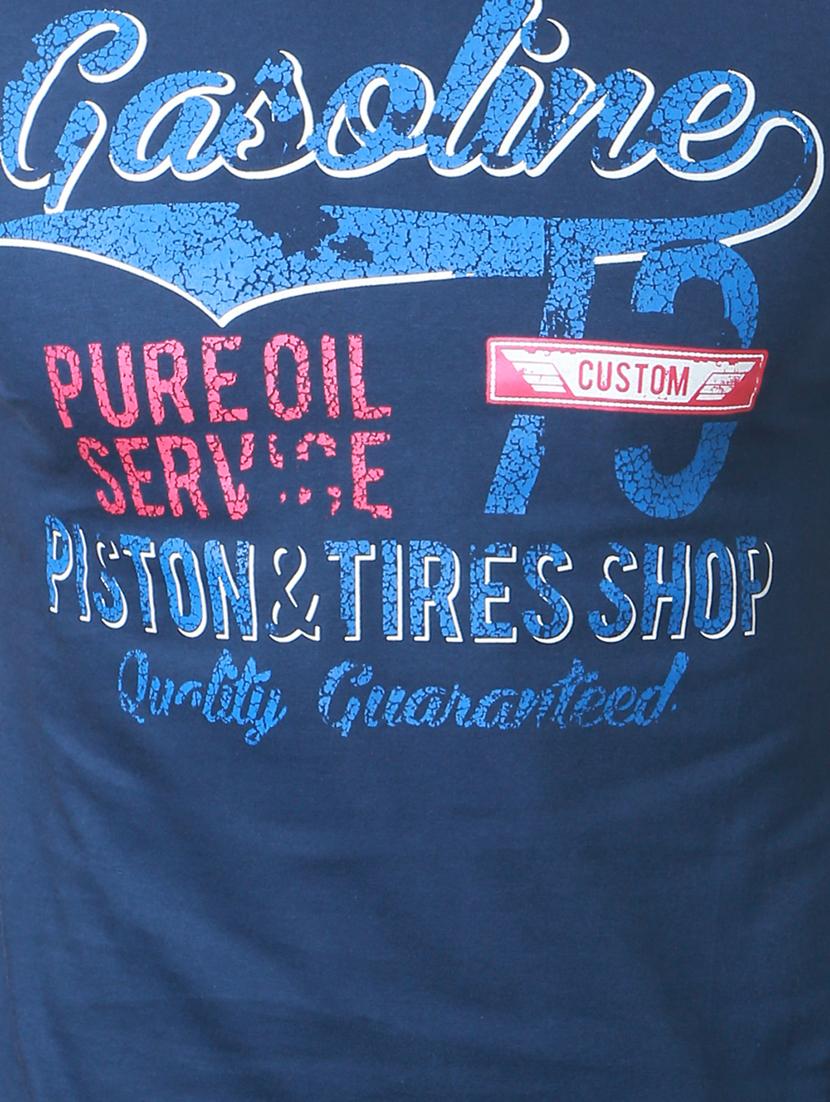 Gasoline
73
CUSTOM
PURE OIL
SERVICE
PISTON & TIRES SHOP
Quality Guaranteed